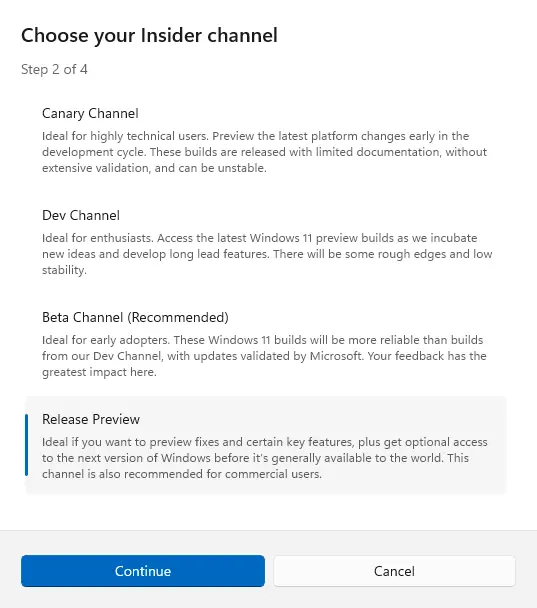 Choose your Insider channel
Step 2 of 4
Canary Channel
Ideal for highly technical users. Preview the latest platform changes early in the
development cycle. These builds are released with limited documentation, without
extensive validation, and can be unstable.
Dev Channel
Ideal for enthusiasts. Access the latest Windows 11 preview builds as we incubate
new ideas and develop long lead features. There will be some rough edges and low
stability.
Beta Channel (Recommended)
Ideal for early adopters. These Windows 11 builds will be more reliable than builds
from our Dev Channel, with updates validated by Microsoft. Your feedback has the
greatest impact here.
Release Preview
Ideal if you want to preview fixes and certain key features, plus get optional access
to the next version of Windows before it's generally available to the world. This
channel is also recommended for commercial users.
Continue
Cancel